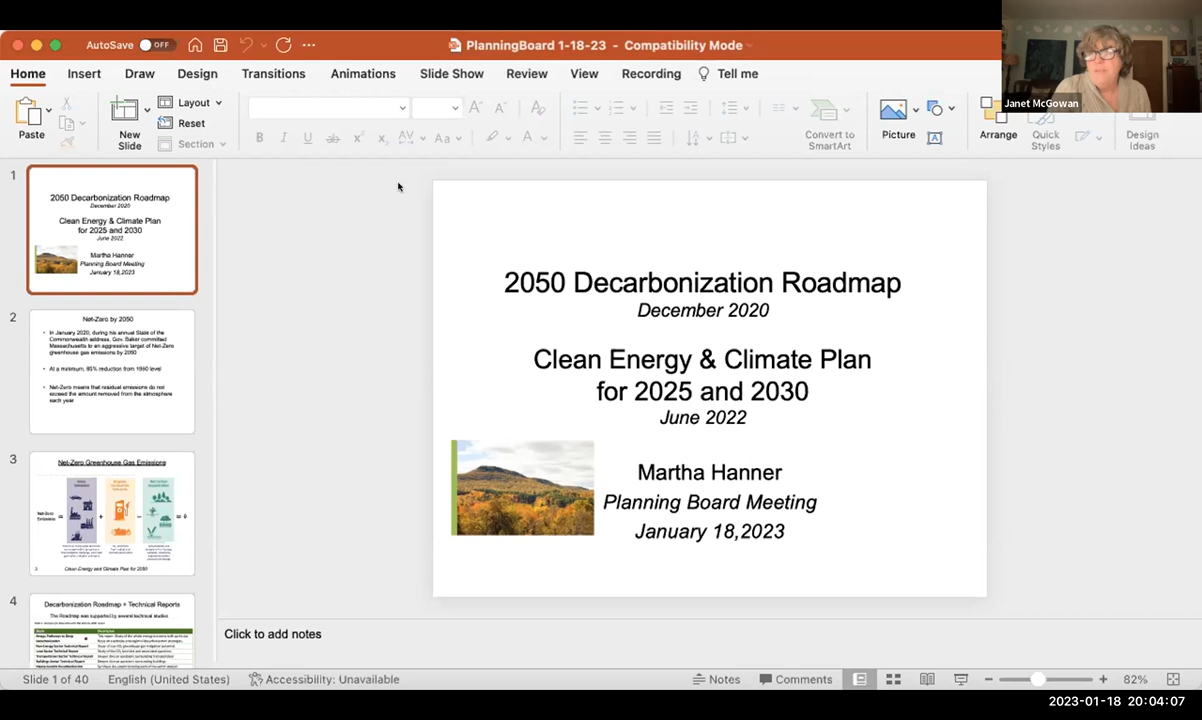 AutoSave OFF
PlanningBoard 1-18-23 - Compatibility Mode
Janet McGowan
Home Insert Draw Design Transitions Animations Slide Show Review View Recording Tell me
Paste
New Slide
Layout
Reset
Section
Convert to SmartArt
Picture
Arrange
Quick Styles
Design Ideas
1
2050 Decarbonization Roadmap
December 2020
Clean Energy & Climate Plan
for 2025 and 2030
June 2022
Martha Hanner
Planning Board Meeting
January 18,2023
2
Net-Zero by 2050
• In January 2020, during his annual State of the
Commonwealth address, Gov. Baker committed
Massachusetts to an aggressive target of Net-Zero
greenhouse gas emissions by 2050
• At a minimum, 85% reduction from 1990 level
• Net-Zero means that residual emissions do not
exceed the amount removed from the atmosphere
each year
3
Net-Zero Greenhouse Gas Emissions
Clean Energy and Climate Plan for 2050
4
Decarbonization Roadmap + Technical Reports
The Roadmap was supported by several technical studies
2050 Decarbonization Roadmap
December 2020
Clean Energy & Climate Plan
for 2025 and 2030
June 2022
Martha Hanner
Planning Board Meeting
January 18,2023
Click to add notes
Slide 1 of 40 English (United States) Accessibility: Unavailable Notes Comments 82%
2023-01-18 20:04:07